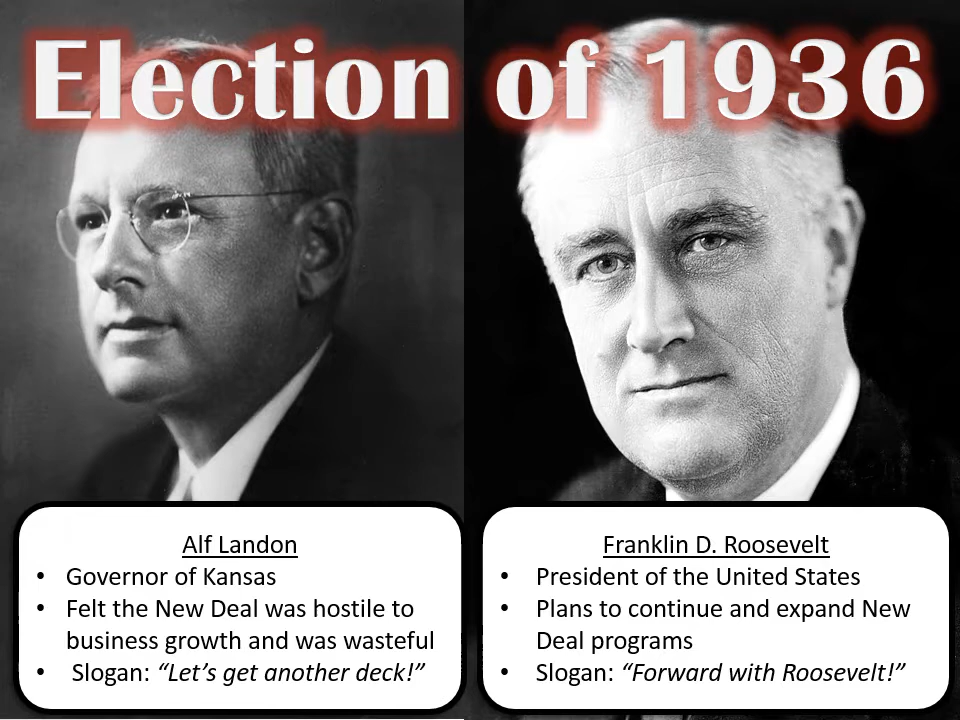 Election of 1936
Alf Landon
• Governor of Kansas
• Felt the New Deal was hostile to
business growth and was wasteful
• Slogan: “Let’s get another deck!”
Franklin D. Roosevelt
• President of the United States
• Plans to continue and expand New
Deal programs
• Slogan: “Forward with Roosevelt!”